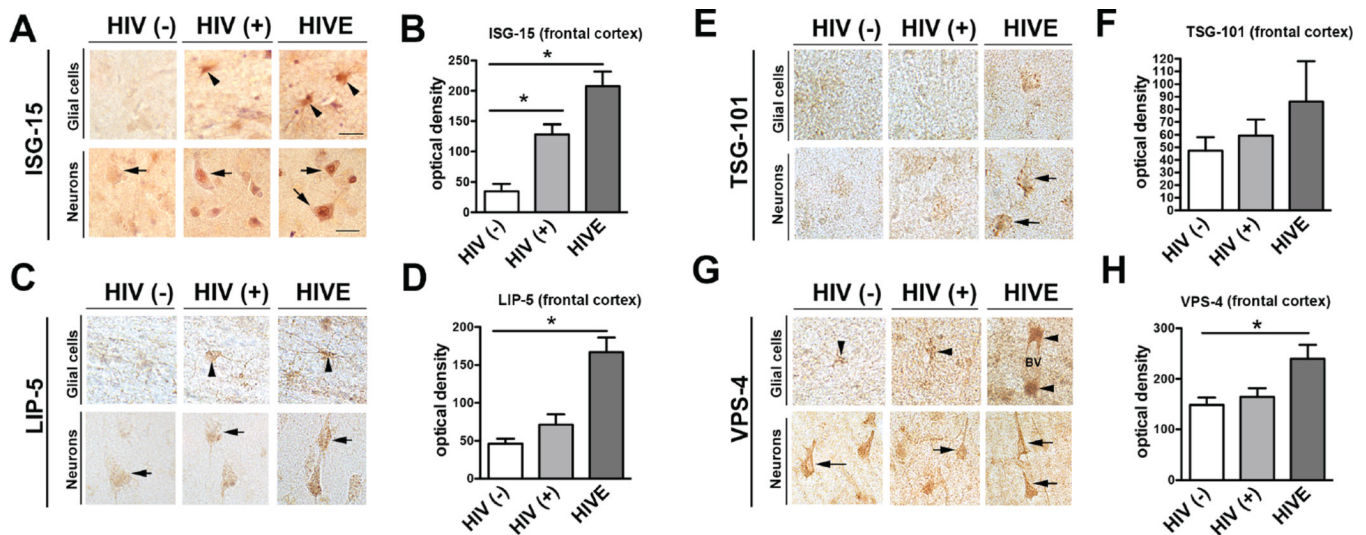 A
HIV (-) HIV (+) HIVE
ISG-15
Glial cells
Neurons
B
ISG-15 (frontal cortex)
optical density
250
200
150
100
50
0
*
*
HIV (-) HIV (+) HIVE
C
HIV (-) HIV (+) HIVE
LIP-5
Glial cells
Neurons
D
LIP-5 (frontal cortex)
optical density
200
150
100
50
0
*
HIV (-) HIV (+) HIVE
E
HIV (-) HIV (+) HIVE
TSG-101
Glial cells
Neurons
F
TSG-101 (frontal cortex)
optical density
120
110
100
90
80
70
60
50
40
30
20
10
0
HIV (-) HIV (+) HIVE
G
HIV (-) HIV (+) HIVE
VPS-4
Glial cells
BV
Neurons
H
VPS-4 (frontal cortex)
optical density
300
200
100
0
*
HIV (-) HIV (+) HIVE